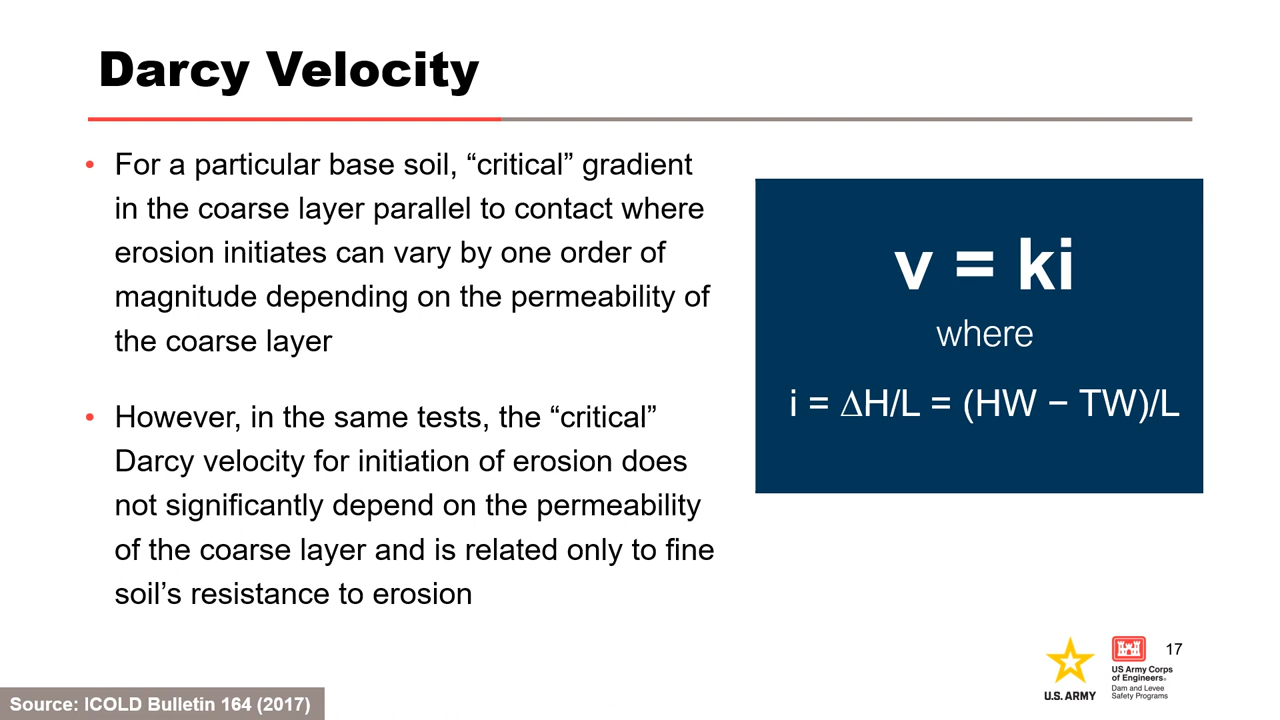 Darcy Velocity
• For a particular base soil, “critical” gradient
in the coarse layer parallel to contact where
erosion initiates can vary by one order of
magnitude depending on the permeability of
the coarse layer
• However, in the same tests, the “critical”
Darcy velocity for initiation of erosion does
not significantly depend on the permeability
of the coarse layer and is related only to fine
soil’s resistance to erosion
v = ki
where
i = ∆H/L = (HW − TW)/L
U.S. ARMY
US Army Corps
of Engineers®
Dam and Levee
Safety Programs
17
Source: ICOLD Bulletin 164 (2017)